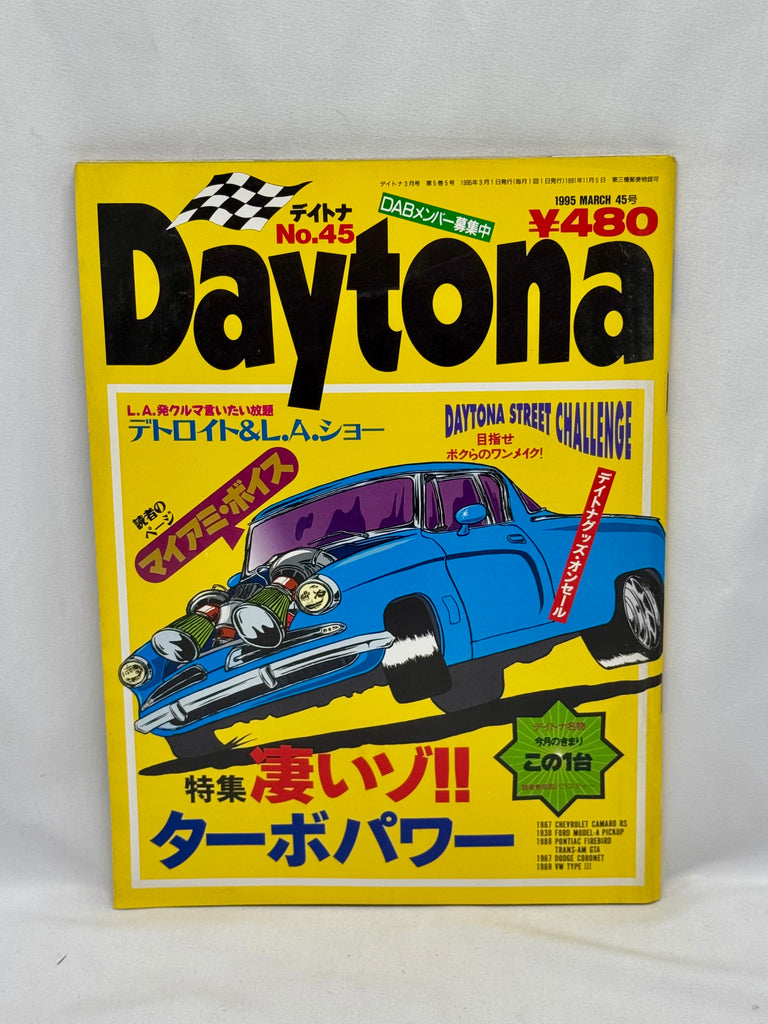 デイトナ3月号 第5巻5号 1995年3月1日発行(毎月1回1日発行)1991年11月5日 第三種郵便物認可
1995 MARCH 45号
¥480
DABメンバー募集中
デイトナ
No.45
Daytona
L.A.発クルマ言いたい放題
デトロイト&L.A.ショー
DAYTONA STREET CHALLENGE
目指せ
ボクらのワンメイク!
読者の
ページ
マイアミ・ボイス
デイトナグッズ・オンセール
デイトナ名物
今月のきまり
この1台
特集 凄いゾ!!
ターボパワー
1967 CHEVROLET CAMARO RS
1930 FORD MODEL-A PICKUP
1988 PONTIAC FIREBIRD
TRANS-AM GTA
1967 DODGE CORONET
1969 VW TYPE III